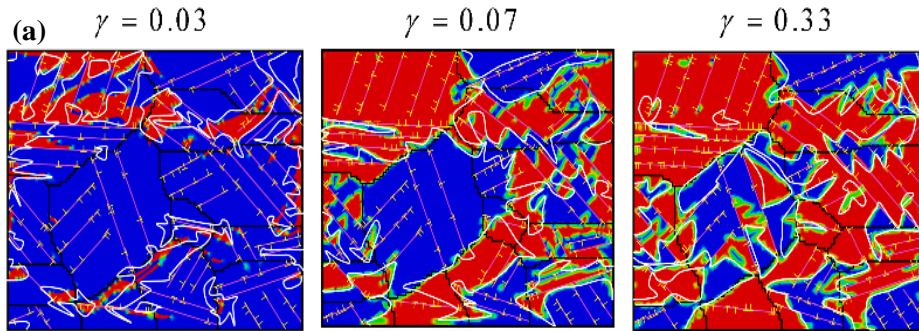 (a) γ = 0.03 γ = 0.07 γ = 0.33